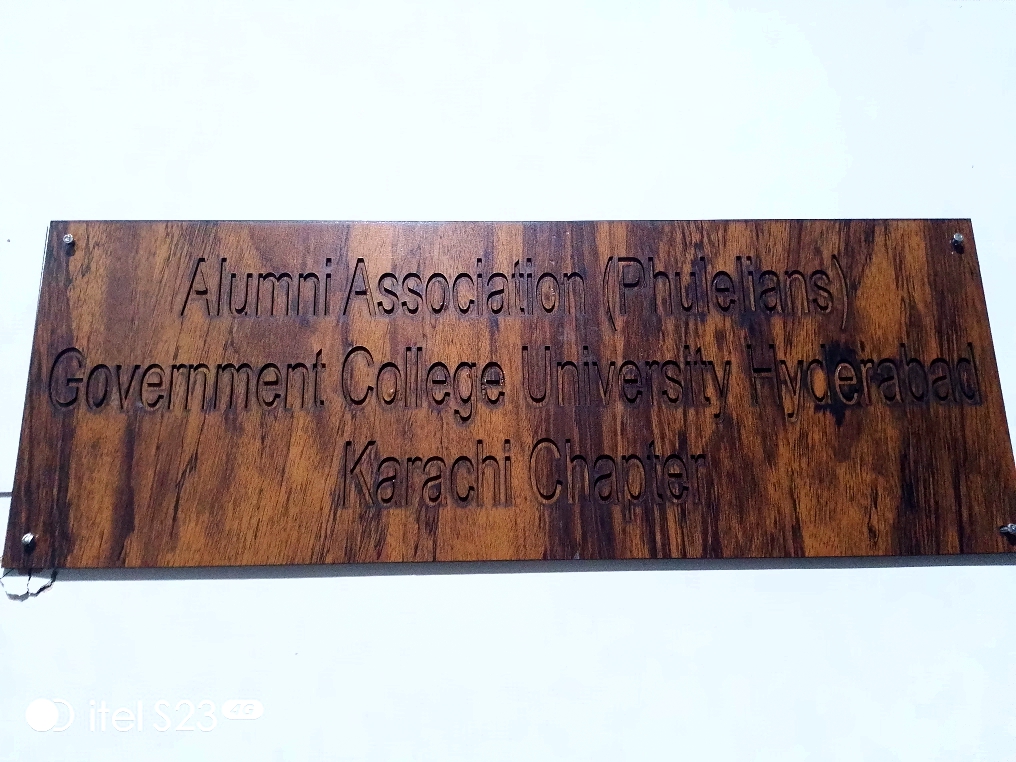 Alumni Association (Phulelians)
Government College University Hyderabad
Karachi Chapter
itel S23